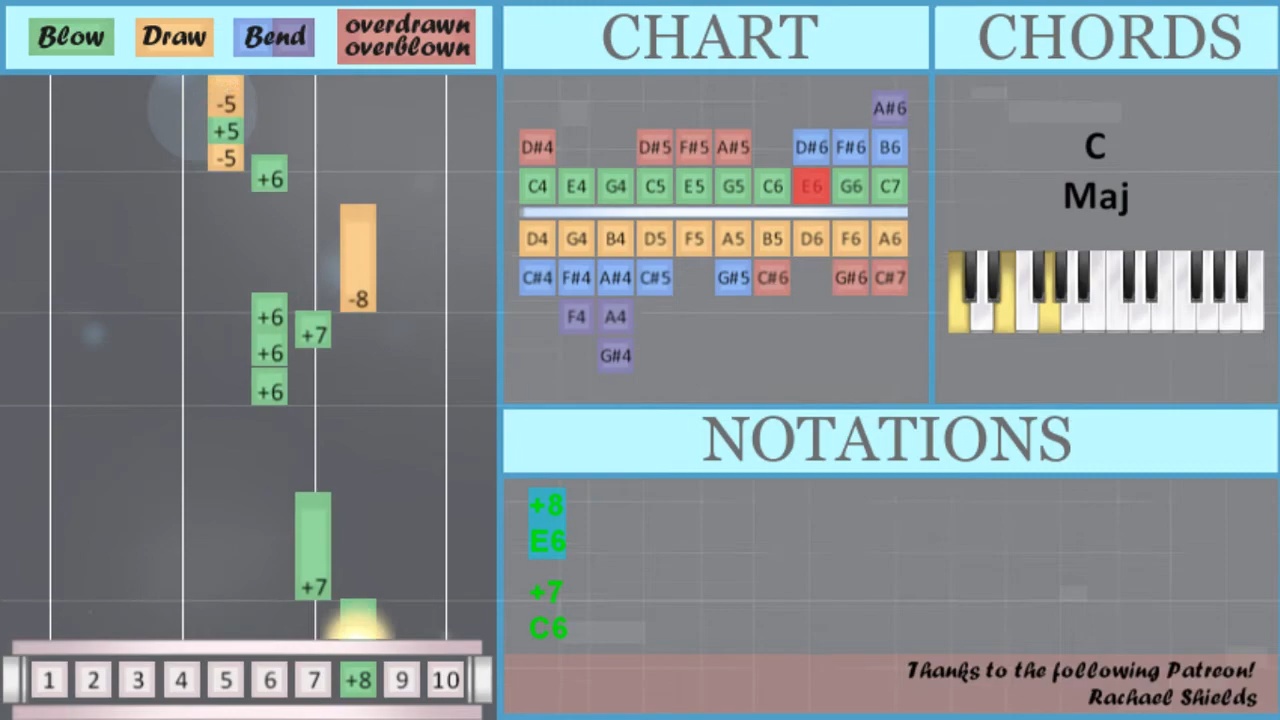 Blow Draw Bend overdrawn
overblown
CHART
CHORDS
-5
+5
-5
+6
-8
+6
+7
+6
+6
+7
1 2 3 4 5 6 7 +8 9 10
A#6
D#4 D#5 F#5 A#5 D#6 F#6 B6
C4 E4 G4 C5 E5 G5 C6 E6 G6 C7
D4 G4 B4 D5 F5 A5 B5 D6 F6 A6
C#4 F#4 A#4 C#5 G#5 C#6 G#6 C#7
F4 A4
G#4
C
Maj
NOTATIONS
+8
E6
+7
C6
Thanks to the following Patreon!
Rachael Shields